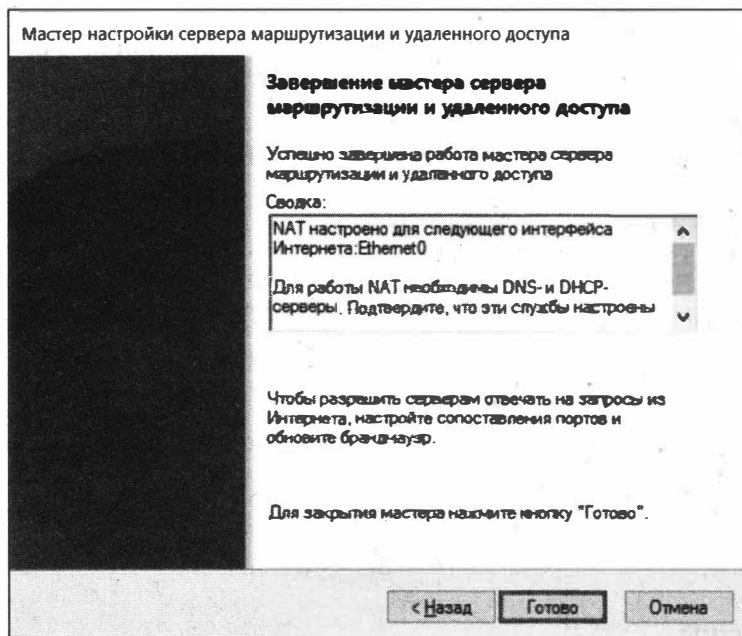 Мастер настройки сервера маршрутизации и удаленного доступа
Завершение мастера сервера
маршрутизации и удаленного доступа
Успешно завершена работа мастера сервера
маршрутизации и удаленного доступа
Сводка:
NAT настроено для следующего интерфейса
Интернета:Ethernet0
Для работы NAT необходимы DNS- и DHCP-
серверы. Подтвердите, что эти службы настроены
Чтобы разрешить серверам отвечать на запросы из
Интернета, настройте сопоставления портов и
обновите брандмауэр.
Для закрытия мастера нажмите кнопку "Готово".
< Назад
Готово
Отмена